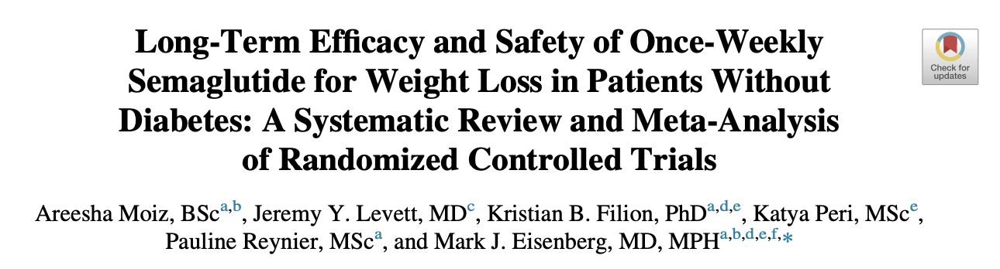 Long-Term Efficacy and Safety of Once-Weekly
Semaglutide for Weight Loss in Patients Without
Diabetes: A Systematic Review and Meta-Analysis
of Randomized Controlled Trials
Check for
updates
Areesha Moiz, BSca,b, Jeremy Y. Levett, MDc, Kristian B. Filion, PhDa,d,e, Katya Peri, MSce,
Pauline Reynier, MSca, and Mark J. Eisenberg, MD, MPHa,b,d,e,f,*